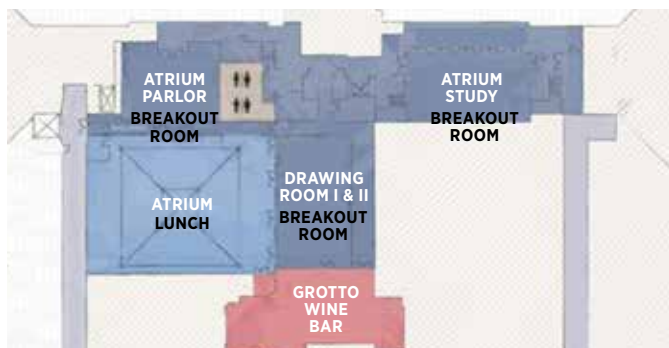 ATRIUM
PARLOR
BREAKOUT
ROOM
ATRIUM
STUDY
BREAKOUT
ROOM
ATRIUM
LUNCH
DRAWING
ROOM I & II
BREAKOUT
ROOM
GROTTO
WINE
BAR